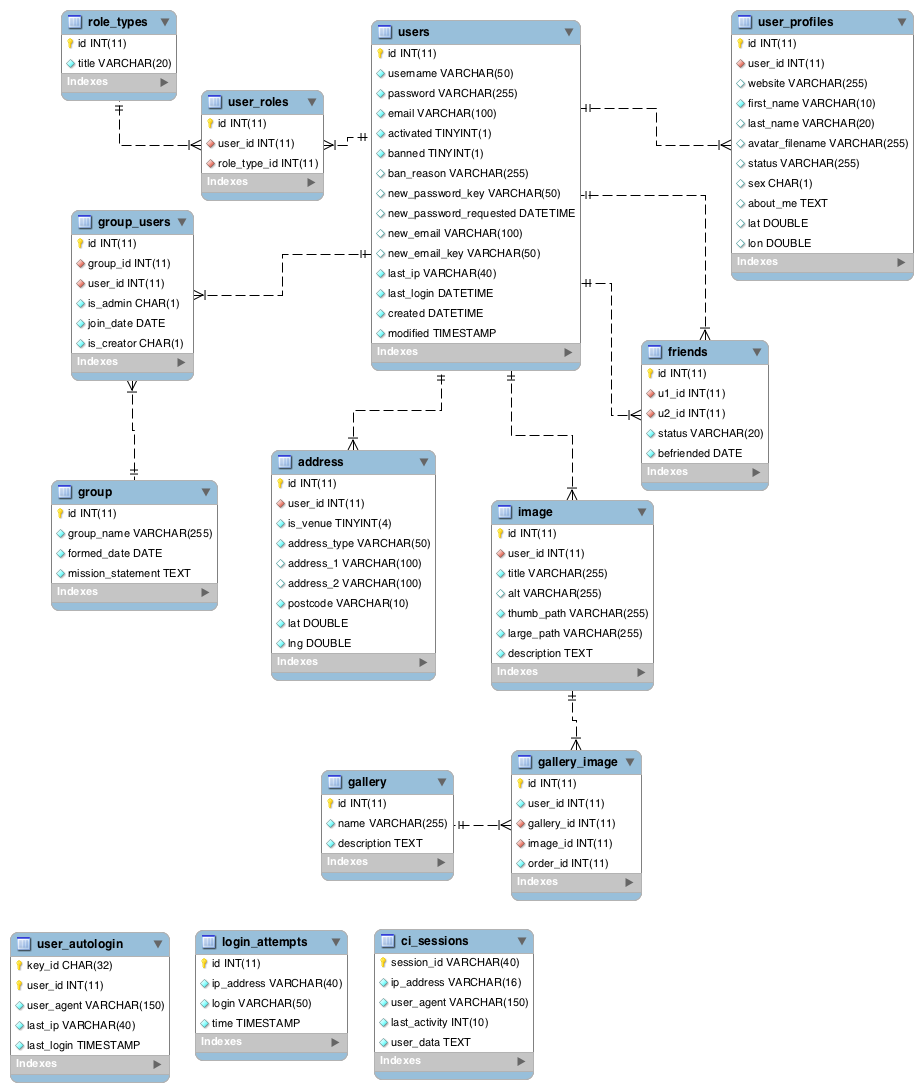 role_types
id INT(11)
title VARCHAR(20)
Indexes
user_roles
id INT(11)
user_id INT(11)
role_type_id INT(11)
Indexes
users
id INT(11)
username VARCHAR(50)
password VARCHAR(255)
email VARCHAR(100)
activated TINYINT(1)
banned TINYINT(1)
ban_reason VARCHAR(255)
new_password_key VARCHAR(50)
new_password_requested DATETIME
new_email VARCHAR(100)
new_email_key VARCHAR(50)
last_ip VARCHAR(40)
last_login DATETIME
created DATETIME
modified TIMESTAMP
Indexes
user_profiles
id INT(11)
user_id INT(11)
website VARCHAR(255)
first_name VARCHAR(10)
last_name VARCHAR(20)
avatar_filename VARCHAR(255)
status VARCHAR(255)
sex CHAR(1)
about_me TEXT
lat DOUBLE
lon DOUBLE
Indexes
group_users
id INT(11)
group_id INT(11)
user_id INT(11)
is_admin CHAR(1)
join_date DATE
is_creator CHAR(1)
Indexes
friends
id INT(11)
u1_id INT(11)
u2_id INT(11)
status VARCHAR(20)
befriended DATE
Indexes
group
id INT(11)
group_name VARCHAR(255)
formed_date DATE
mission_statement TEXT
Indexes
address
id INT(11)
user_id INT(11)
is_venue TINYINT(4)
address_type VARCHAR(50)
address_1 VARCHAR(100)
address_2 VARCHAR(100)
postcode VARCHAR(10)
lat DOUBLE
lng DOUBLE
Indexes
image
id INT(11)
user_id INT(11)
title VARCHAR(255)
alt VARCHAR(255)
thumb_path VARCHAR(255)
large_path VARCHAR(255)
description TEXT
Indexes
gallery
id INT(11)
name VARCHAR(255)
description TEXT
Indexes
gallery_image
id INT(11)
user_id INT(11)
gallery_id INT(11)
image_id INT(11)
order_id INT(11)
Indexes
user_autologin
key_id CHAR(32)
user_id INT(11)
user_agent VARCHAR(150)
last_ip VARCHAR(40)
last_login TIMESTAMP
Indexes
login_attempts
id INT(11)
ip_address VARCHAR(40)
login VARCHAR(50)
time TIMESTAMP
Indexes
ci_sessions
session_id VARCHAR(40)
ip_address VARCHAR(16)
user_agent VARCHAR(150)
last_activity INT(10)
user_data TEXT
Indexes